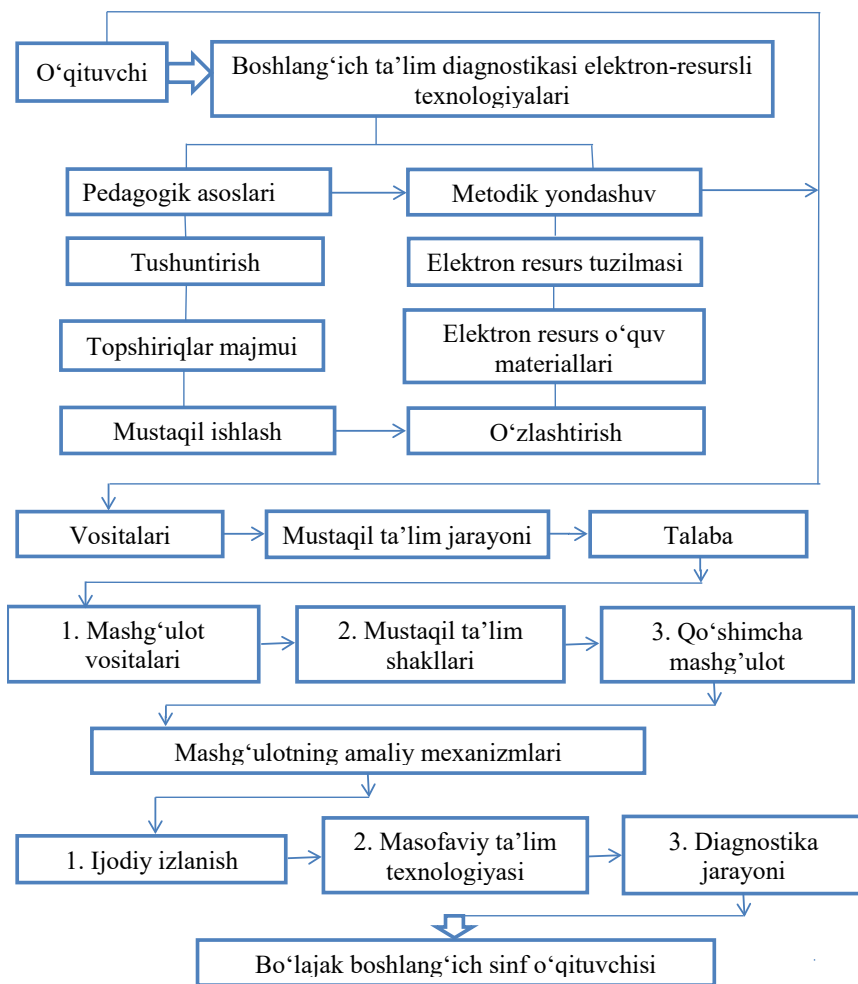 O‘qituvchi
Boshlang‘ich ta’lim diagnostikasi elektron-resursli
texnologiyalari
Pedagogik asoslari
Metodik yondashuv
Tushuntirish
Elektron resurs tuzilmasi
Topshiriqlar majmui
Elektron resurs o‘quv
materiallari
Mustaqil ishlash
O‘zlashtirish
Vositalari
Mustaqil ta’lim jarayoni
Talaba
1. Mashg‘ulot
vositalari
2. Mustaqil ta’lim
shakllari
3. Qo‘shimcha
mashg’ulot
Mashg‘ulotning amaliy mexanizmlari
1. Ijodiy izlanish
2. Masofaviy ta’lim
texnologiyasi
3. Diagnostika
jarayoni
Bo‘lajak boshlang‘ich sinf o‘qituvchisi